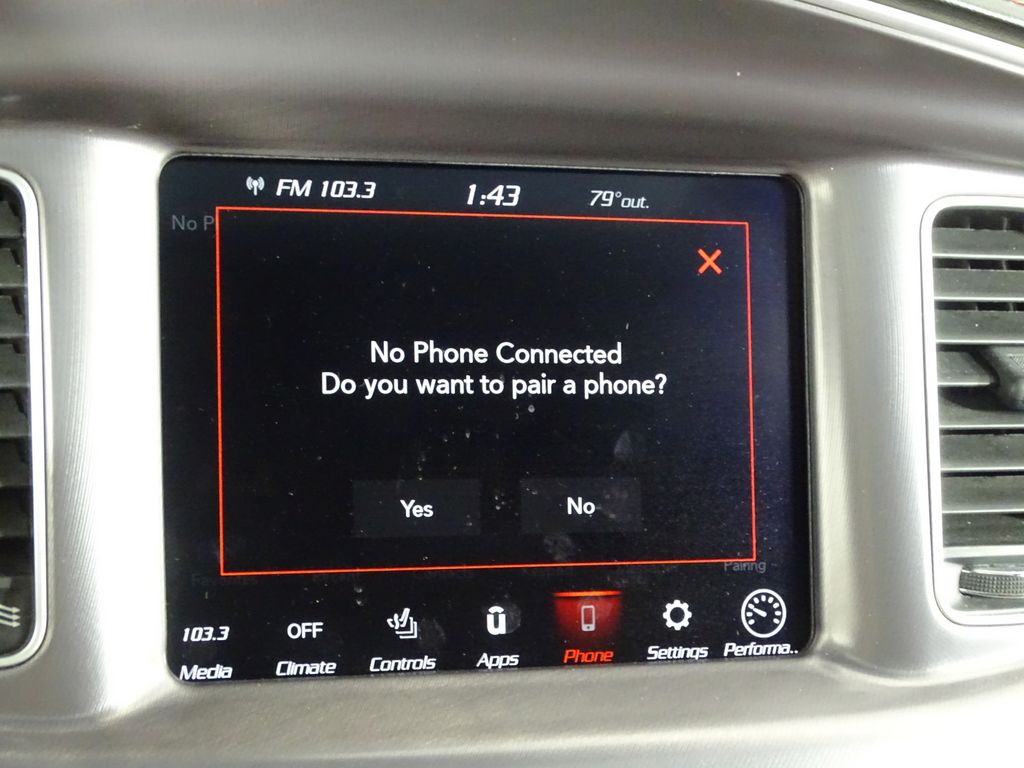 FM 103.3 1:43 79° out.
No P
No Phone Connected
Do you want to pair a phone?
Yes No
Pairing
103.3 OFF
Media Climate Controls Apps Phone Settings Performa..